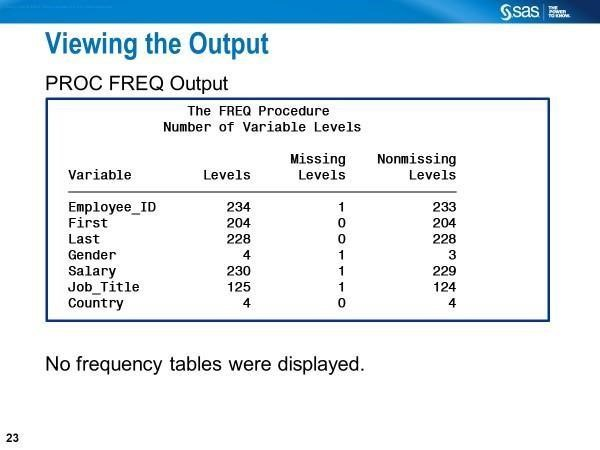 sas THE POWER TO KNOW.
Viewing the Output
PROC FREQ Output
The FREQ Procedure
Number of Variable Levels
Missing Nonmissing
Variable Levels Levels Levels
Employee_ID 234 1 233
First 204 0 204
Last 228 0 228
Gender 4 1 3
Salary 230 1 229
Job_Title 125 1 124
Country 4 0 4
No frequency tables were displayed.
23